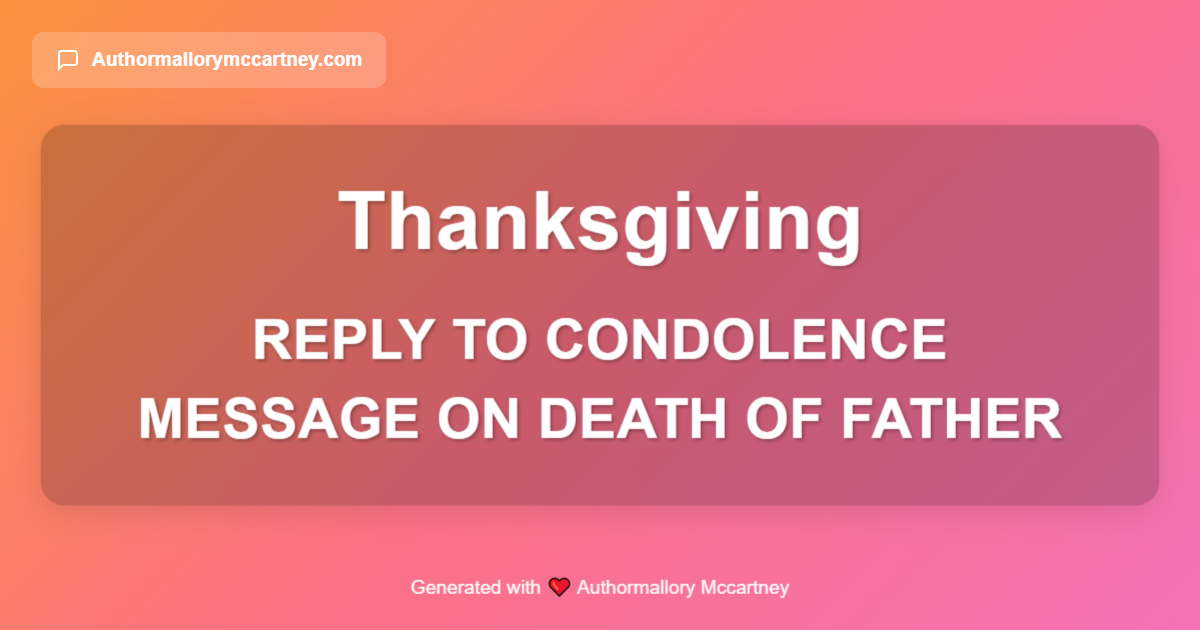 Authormallorymccartney.com
Thanksgiving
REPLY TO CONDOLENCE
MESSAGE ON DEATH OF FATHER
Generated with ❤️ Authormallory Mccartney